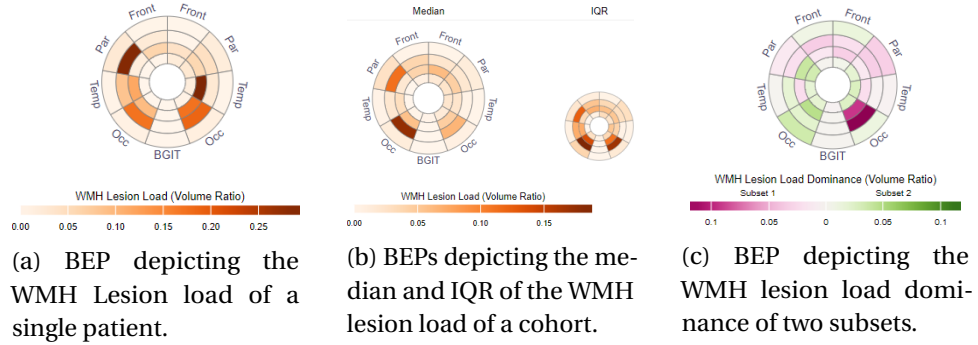 Front Front
Par Par
Temp Temp
Occ Occ
BGIT
WMH Lesion Load (Volume Ratio)
0.00 0.05 0.10 0.15 0.20 0.25
(a) BEP depicting the
WMH Lesion load of a
single patient.
Median IQR
Front Front
Par Par
Temp Temp
Occ Occ
BGIT
WMH Lesion Load (Volume Ratio)
0.00 0.05 0.10 0.15
(b) BEPs depicting the me-
dian and IQR of the WMH
lesion load of a cohort.
Front Front
Par Par
Temp Temp
Occ Occ
BGIT
WMH Lesion Load Dominance (Volume Ratio)
Subset 1 Subset 2
0.1 0.05 0 0.05 0.1
(c) BEP depicting the
WMH lesion load domi-
nance of two subsets.